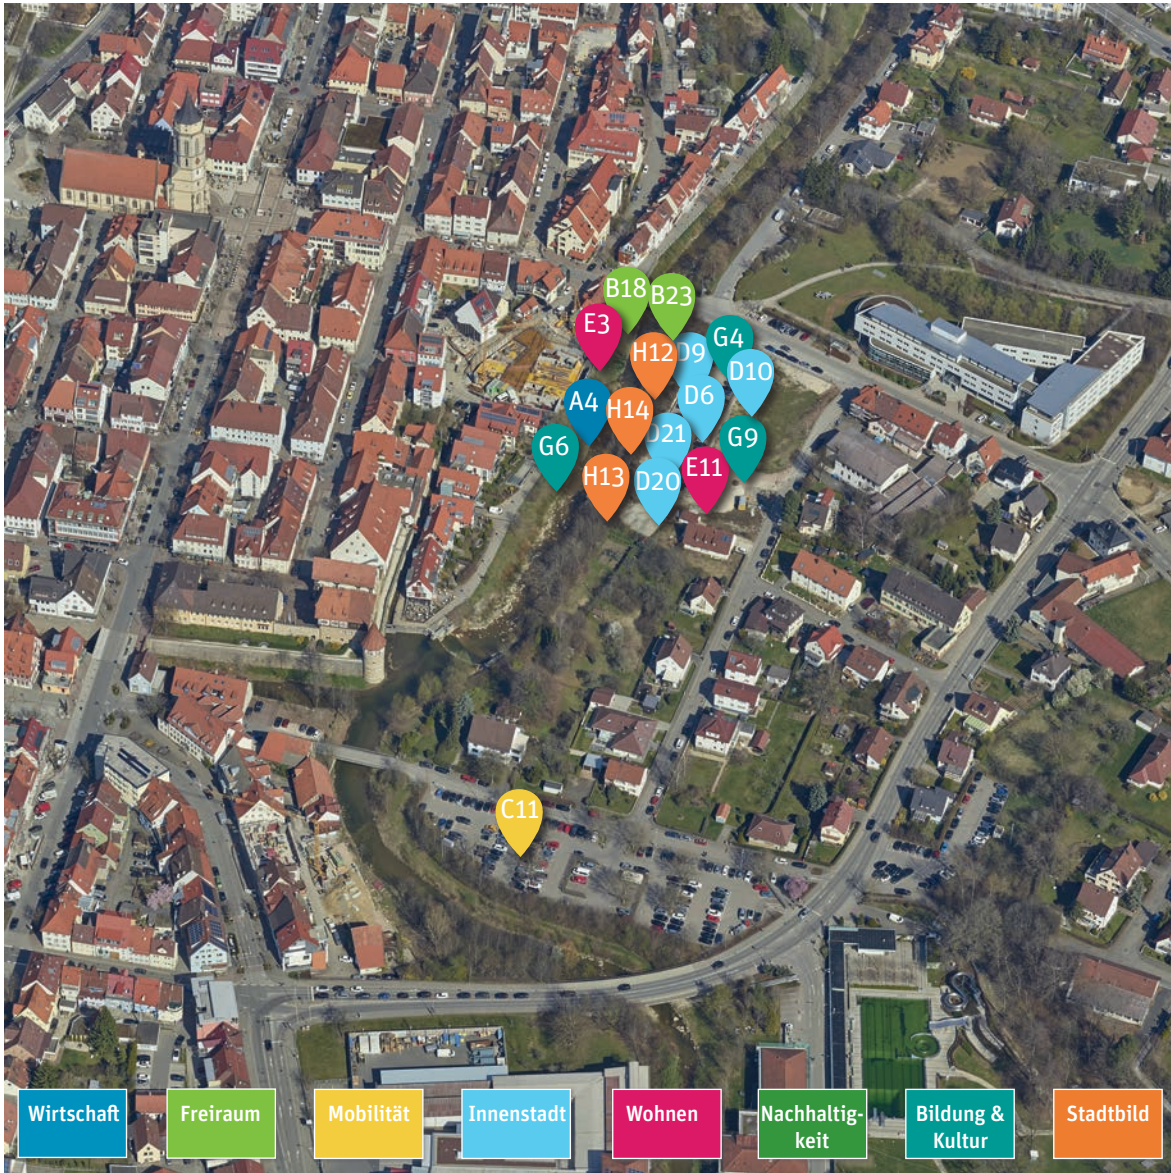 B18
B23
E3
H12
D9
G4
D10
A4
H14
D6
G6
D21
G9
H13
D20
E11
C11
Wirtschaft
Freiraum
Mobilität
Innenstadt
Wohnen
Nachhaltig-
keit
Bildung &
Kultur
Stadtbild